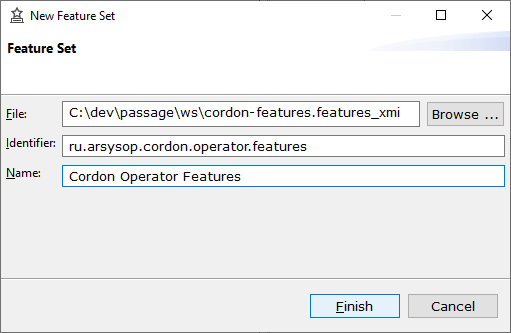 New Feature Set
Feature Set
File: C:\dev\passage\ws\cordon-features.features_xmi Browse ...
Identifier: ru.arsysop.cordon.operator.features
Name: Cordon Operator Features
Finish Cancel